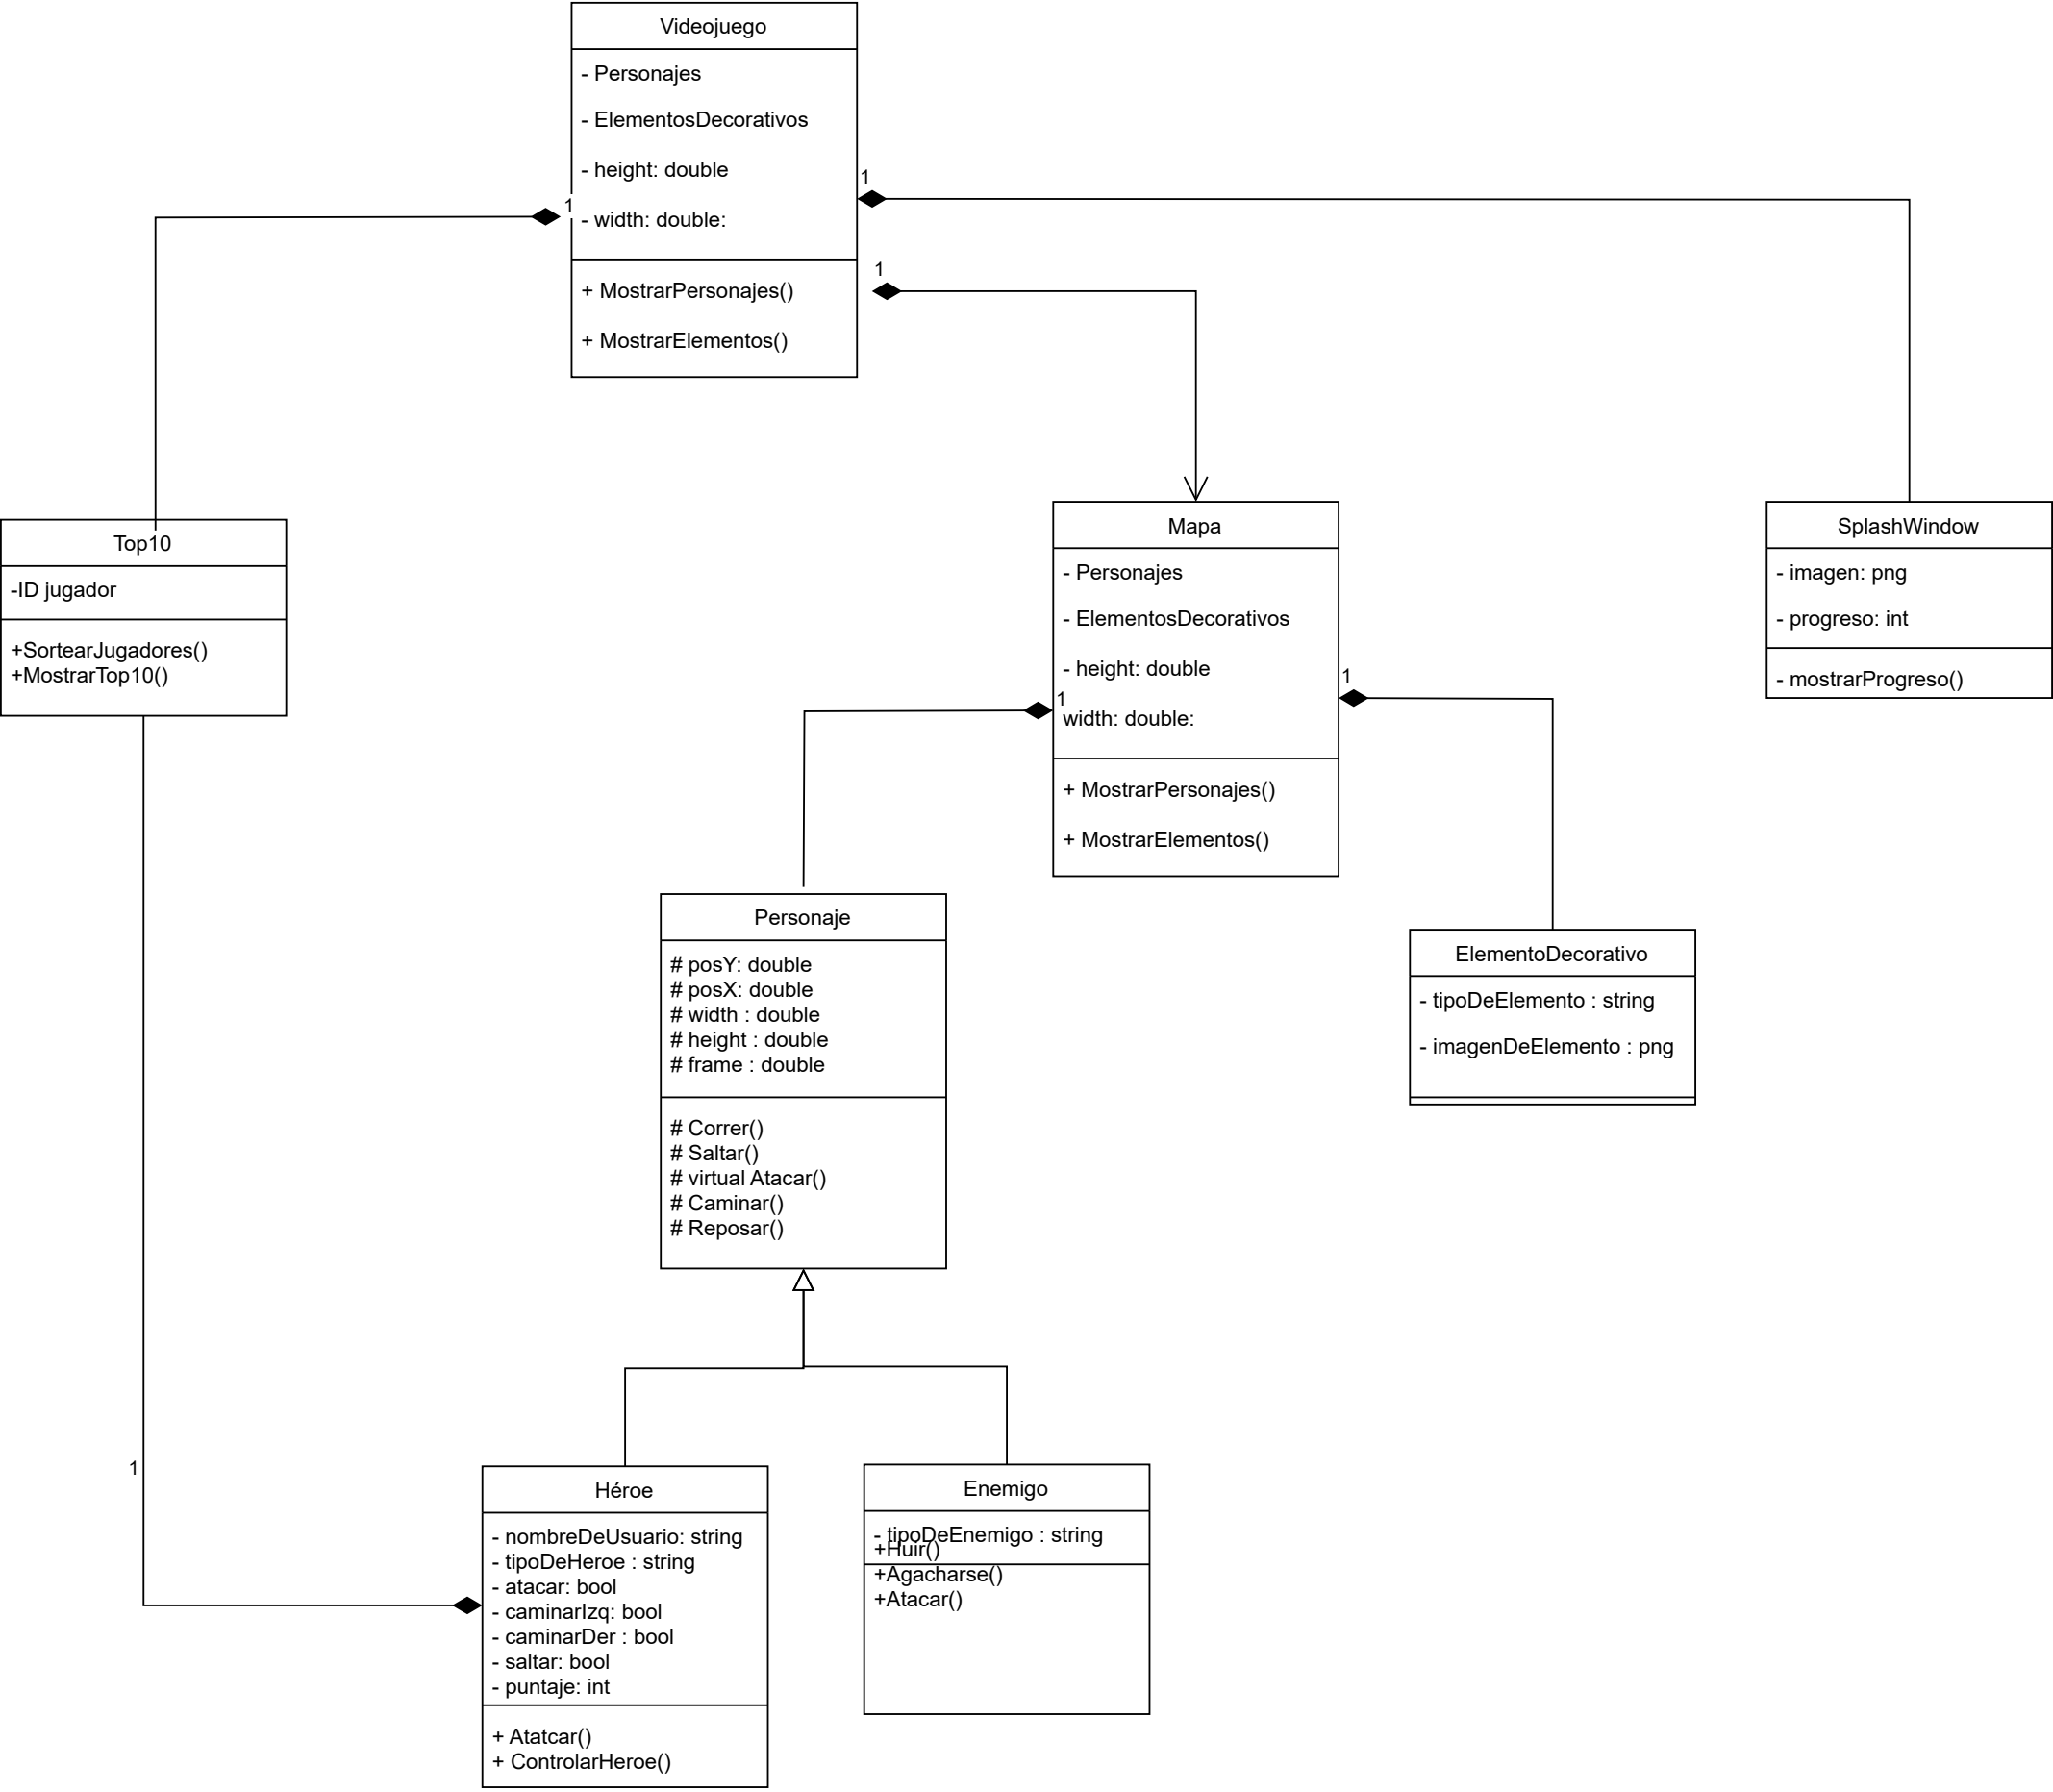 Videojuego
- Personajes
- ElementosDecorativos
- height: double
- width: double:
+ MostrarPersonajes()
+ MostrarElementos()
1
1
1
Top10
-ID jugador
+SortearJugadores()
+MostrarTop10()
Mapa
- Personajes
- ElementosDecorativos
- height: double
width: double:
+ MostrarPersonajes()
+ MostrarElementos()
1
1
SplashWindow
- imagen: png
- progreso: int
- mostrarProgreso()
Personaje
# posY: double
# posX: double
# width : double
# height : double
# frame : double
# Correr()
# Saltar()
# virtual Atacar()
# Caminar()
# Reposar()
ElementoDecorativo
- tipoDeElemento : string
- imagenDeElemento : png
1
Héroe
- nombreDeUsuario: string
- tipoDeHeroe : string
- atacar: bool
- caminarIzq: bool
- caminarDer : bool
- saltar: bool
- puntaje: int
+ Atatcar()
+ ControlarHeroe()
Enemigo
- tipoDeEnemigo : string
+Huir()
+Agacharse()
+Atacar()